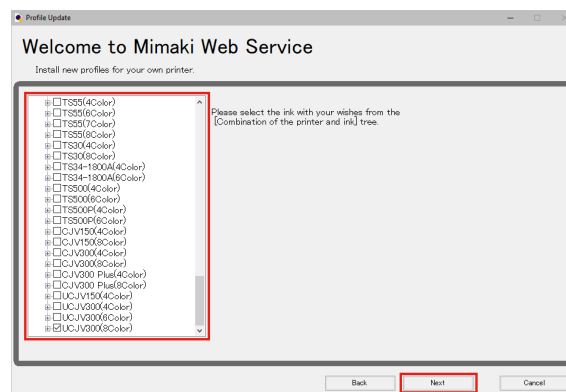 Profile Update
Welcome to Mimaki Web Service
Install new profiles for your own printer.
TS55(4Color)
TS55(6Color)
TS55(7Color)
TS55(8Color)
TS30(4Color)
TS30(8Color)
TS34-1800A(4Color)
TS34-1800A(6Color)
TS500(4Color)
TS500(6Color)
TS500P(4Color)
TS500P(6Color)
CJV150(4Color)
CJV150(8Color)
CJV300(4Color)
CJV300(8Color)
CJV300 Plus(4Color)
CJV300 Plus(8Color)
UCJV150(4Color)
UCJV300(4Color)
UCJV300(6Color)
UCJV300(8Color)
Please select the ink with your wishes from the
[Combination of the printer and ink] tree.
Back Next Cancel